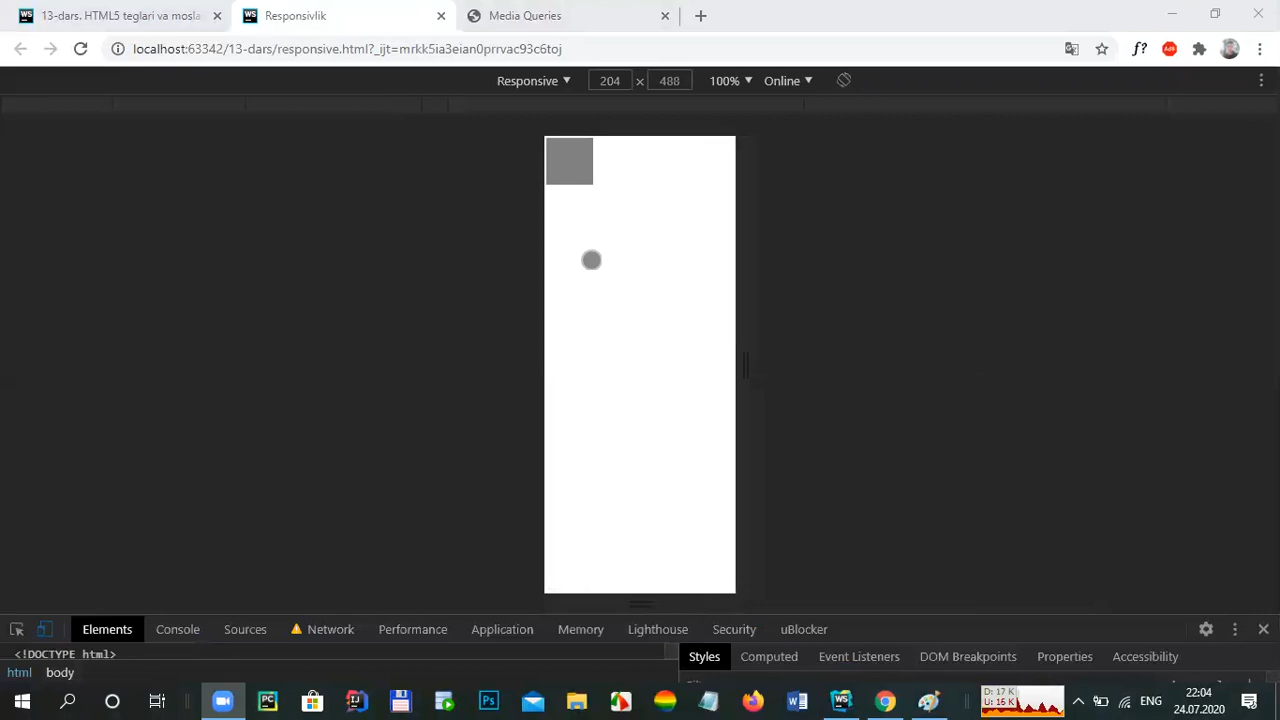 13-dars. HTML5 teglari va mosla
Responsivlik
Media Queries
localhost:63342/13-dars/responsive.html?_ijt=mrkk5ia3eian0prrvac93c6toj
Responsive 204 × 488 100% Online
Elements Console Sources Network Performance Application Memory Lighthouse Security uBlocker
<!DOCTYPE html>
Styles Computed Event Listeners DOM Breakpoints Properties Accessibility
html body
D: 17 K
U: 15 K
ENG
22:04
24.07.2020